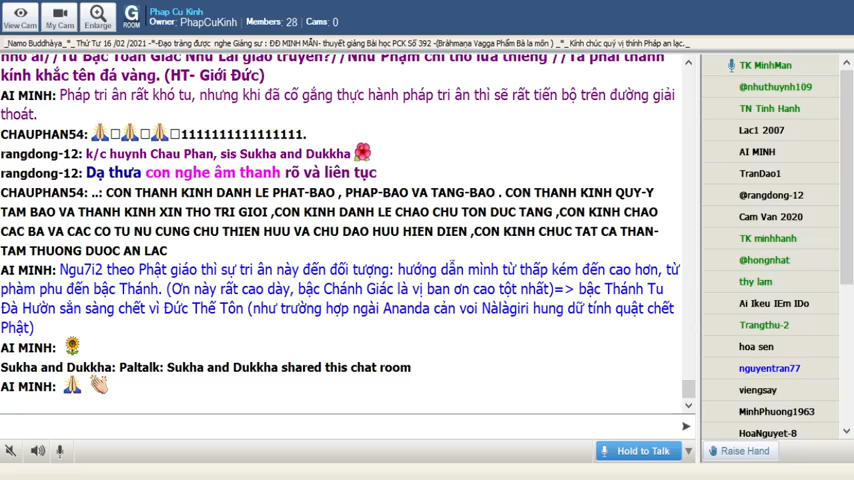 View Cam
My Cam
Enlarge
G
ROOM
Phap Cu Kinh
Owner: PhapCuKinh | Members: 28 | Cams: 0
_Namo Buddhàya_*_ Thứ Tư 16 /02 /2021 -*-Đạo tràng được nghe Giảng sư : ĐĐ MINH MẪN- thuyết giảng Bài học PCK Số 392 -(Bràhmaṇa Vagga Phẩm Bà la môn ) _*_ Kính chúc quý vị thính Pháp an lạc._
kính khắc tên đá vàng. (HT- Giới Đức)
AI MINH: Pháp tri ân rất khó tu, nhưng khi đã cố gắng thực hành pháp tri ân thì sẽ rất tiến bộ trên đường giải
thoát.
CHAUPHAN54: 🙏□🙏□🙏□1111111111111111.
rangdong-12: k/c huynh Chau Phan, sis Sukha and Dukkha 🌺
rangdong-12: Dạ thưa con nghe âm thanh rõ và liên tục
CHAUPHAN54: ..: CON THANH KINH DANH LE PHAT-BAO , PHAP-BAO VA TANG-BAO . CON THANH KINH QUY-Y
TAM BAO VA THANH KINH XIN THO TRI GIOI ,CON KINH DANH LE CHAO CHU TON DUC TANG ,CON KINH CHAO
CAC BA VA CAC CO TU NU CUNG CHU THIEN HUU VA CHU DAO HUU HIEN DIEN ,CON KINH CHUC TAT CA THAN-
TAM THUONG DUOC AN LAC
AI MINH: Ngu7i2 theo Phật giáo thì sự tri ân này đến đối tượng: hướng dẫn mình từ thấp kém đến cao hơn, từ
phàm phu đến bậc Thánh. (Ơn này rất cao dày, bậc Chánh Giác là vị ban ơn cao tột nhất)=> bậc Thánh Tu
Đà Hườn sẵn sàng chết vì Đức Thế Tôn (như trường hợp ngài Ananda cản voi Nàlàgiri hung dữ tính quật chết
Phật)
AI MINH: 🌻
Sukha and Dukkha: Paltalk: Sukha and Dukkha shared this chat room
AI MINH: 🙏 👏
Hold to Talk
TK MinhMan
@nhuthuynh109
TN Tinh Hanh
Lac1 2007
AI MINH
TranDao1
@rangdong-12
Cam Van 2020
TK minhhanh
@hongnhat
thy lam
Ai Ikeu IEm IDo
Trangthu-2
hoa sen
nguyentran77
viengsay
MinhPhuong1963
HoaNguyet-8
Raise Hand